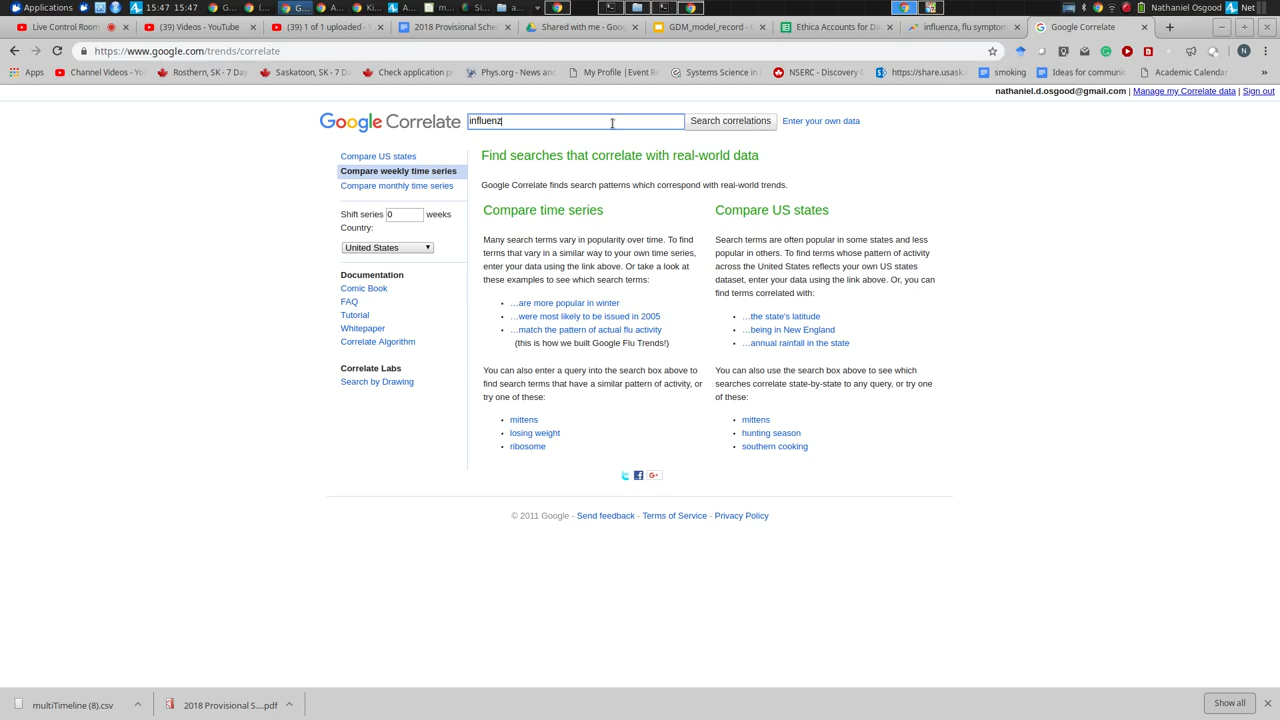 Applications (39) G... ( G... G... Ki... A... m... Si... a... 15:47 15:47 Nathaniel Osgood Net
Live Control Room (39) Videos - YouTube (39) 1 of 1 uploaded - Y 2018 Provisional S Shared with me - Goog GDM_model_record - E Ethica Accounts for Da influenza, flu symptom Google Correlate
https://www.google.com/trends/correlate N
Apps Channel Videos - Yo Rosthern, SK - 7 Day Saskatoon, SK - 7 D Check application p Phys.org - News anc My Profile |Event Re Systems Science in NSERC - Discovery G https://share.usask. smoking Ideas for communic Academic Calendar »
nathaniel.d.osgood@gmail.com | Manage my Correlate data | Sign out
Google Correlate influenz Search correlations Enter your own data
Compare US states
Compare weekly time series
Compare monthly time series
Shift series 0 weeks
Country:
United States
Documentation
Comic Book
FAQ
Tutorial
Whitepaper
Correlate Algorithm
Correlate Labs
Search by Drawing
Find searches that correlate with real-world data
Google Correlate finds search patterns which correspond with real-world trends.
Compare time series
Many search terms vary in popularity over time. To find
terms that vary in a similar way to your own time series,
enter your data using the link above. Or take a look at
these examples to see which search terms:
• …are more popular in winter
• …were most likely to be issued in 2005
• …match the pattern of actual flu activity
(this is how we built Google Flu Trends!)
You can also enter a query into the search box above to
find search terms that have a similar pattern of activity, or
try one of these:
• mittens
• losing weight
• ribosome
Compare US states
Search terms are often popular in some states and less
popular in others. To find terms whose pattern of activity
across the United States reflects your own US states
dataset, enter your data using the link above. Or, you can
find terms correlated with:
• …the state's latitude
• …being in New England
• …annual rainfall in the state
You can also use the search box above to see which
searches correlate state-by-state to any query, or try one
of these:
• mittens
• hunting season
• southern cooking
G+
© 2011 Google - Send feedback - Terms of Service - Privacy Policy
multiTimeline (8).csv 2018 Provisional S....pdf Show all